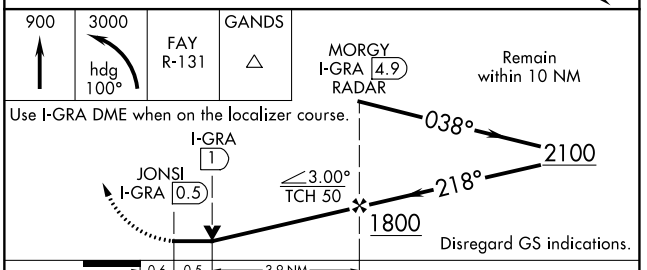 900
3000
hdg
100°
FAY
R-131
GANDS
MORGY
I-GRA 4.9
RADAR
Remain
within 10 NM
Use I-GRA DME when on the localizer course.
I-GRA
1
JONSI
I-GRA 0.5
3.00°
TCH 50
038°
2100
218°
1800
Disregard GS indications.
0.6
0.5
3.9 NM